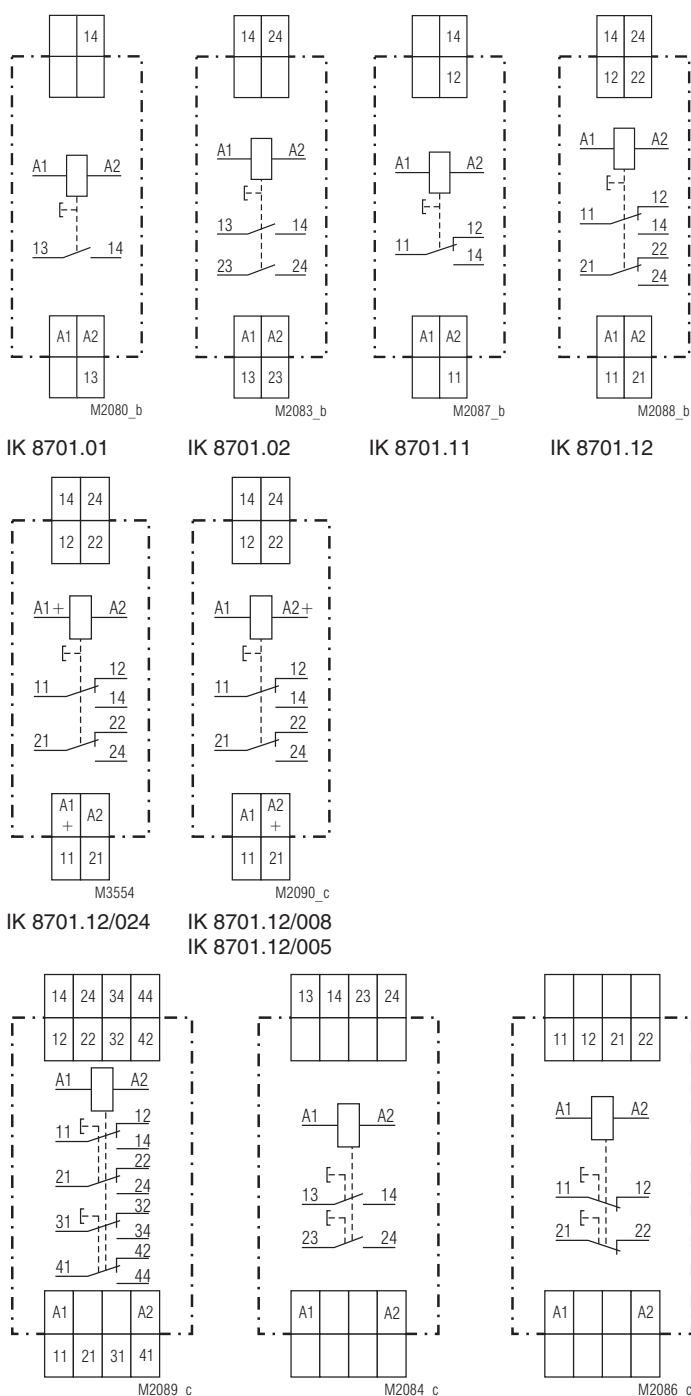 14
A1 A2
13 14
A1 A2
13
M2080_b
IK 8701.01
14 24
A1 A2
13 14
23 24
A1 A2
13 23
M2083_b
IK 8701.02
14
12
A1 A2
12
11
14
A1 A2
11
M2087_b
IK 8701.11
14 24
12 22
A1 A2
12
11
14
22
21
24
A1 A2
11 21
M2088_b
IK 8701.12
14 24
12 22
A1+ A2
12
11
14
22
21
24
A1 A2
+
11 21
M3554
IK 8701.12/024
14 24
12 22
A1 A2+
12
11
14
22
21
24
A1 A2
+
11 21
M2090_c
IK 8701.12/008
IK 8701.12/005
14 24 34 44
12 22 32 42
A1 A2
12
11
14
22
21
24
32
31
34
42
41
44
A1 A2
11 21 31 41
M2089_c
13 14 23 24
A1 A2
13 14
23 24
A1 A2
M2084_c
11 12 21 22
A1 A2
11 12
21 22
A1 A2
M2086_c